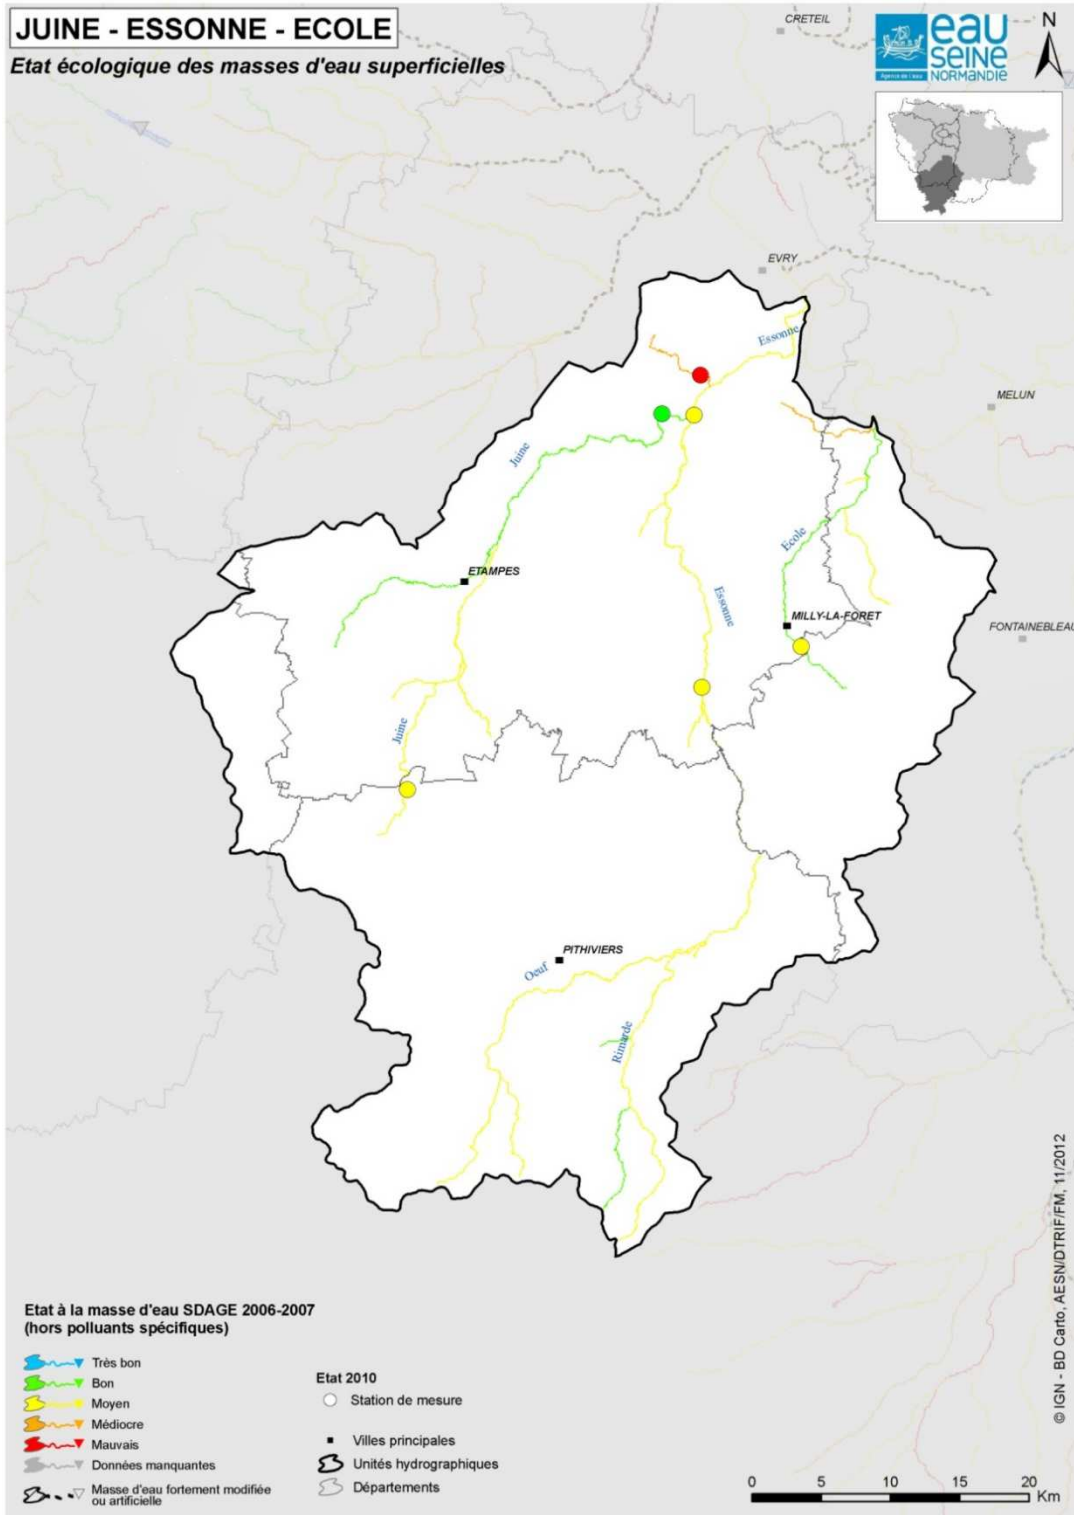 JUINE - ESSONNE - ECOLE
Etat écologique des masses d'eau superficielles
eau
SEINE
NORMANDIE
Agence de l'eau
N
CRETEIL
EVRY
MELUN
FONTAINEBLEAU
Essonne
Juine
ETAMPES
Ecole
Essonne
MILLY-LA-FORET
Juine
PITHIVIERS
Oeuf
Rimarde
Etat à la masse d'eau SDAGE 2006-2007
(hors polluants spécifiques)
Très bon
Bon
Moyen
Médiocre
Mauvais
Données manquantes
Masse d'eau fortement modifiée
ou artificielle
Etat 2010
Station de mesure
Villes principales
Unités hydrographiques
Départements
0 5 10 15 20
Km
© IGN - BD Carto, AESN/DTRIF/FM, 11/2012